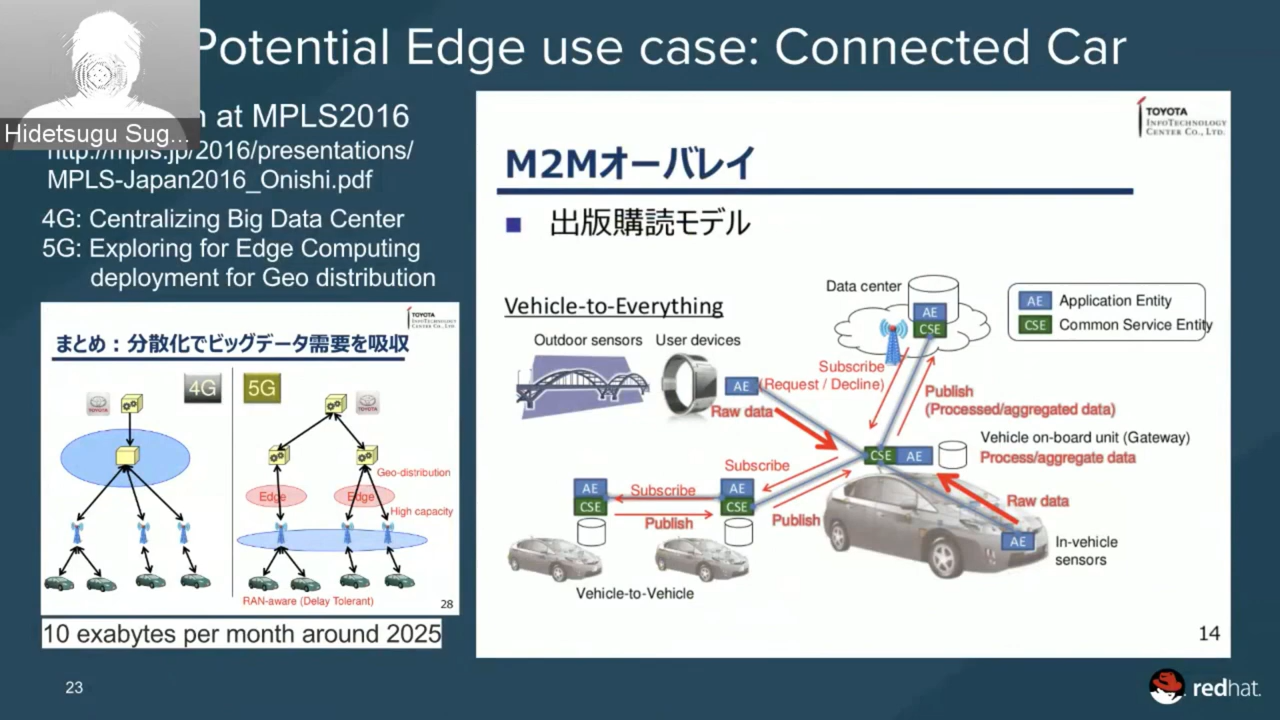 Potential Edge use case: Connected Car
Hidetsugu Sug...
at MPLS2016
http://mpls.jp/2016/presentations/
MPLS-Japan2016_Onishi.pdf
4G: Centralizing Big Data Center
5G: Exploring for Edge Computing
deployment for Geo distribution
TOYOTA
INFOTECHNOLOGY
CENTER CO., LTD.
まとめ：分散化でビッグデータ需要を吸収
4G
5G
TOYOTA
TOYOTA
Geo-distribution
Edge
Edge
High capacity
RAN-aware (Delay Tolerant)
28
10 exabytes per month around 2025
TOYOTA
INFOTECHNOLOGY
CENTER CO., LTD.
M2Mオーバレイ
出版購読モデル
Vehicle-to-Everything
Data center
AE
CSE
AE Application Entity
CSE Common Service Entity
Outdoor sensors
User devices
AE
Raw data
Subscribe
(Request / Decline)
Publish
(Processed/aggregated data)
CSE AE
Vehicle on-board unit (Gateway)
Process/aggregate data
Subscribe
AE
CSE
Subscribe
Publish
AE
CSE
Publish
Raw data
AE
In-vehicle
sensors
Vehicle-to-Vehicle
14
23
redhat.